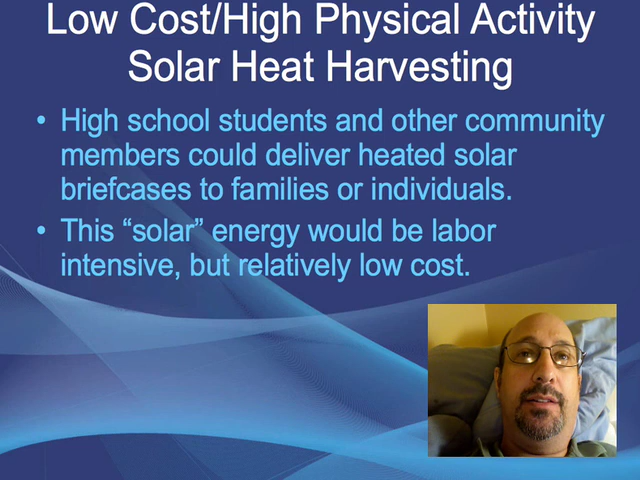 Low Cost/High Physical Activity
Solar Heat Harvesting
• High school students and other community
members could deliver heated solar
briefcases to families or individuals.
• This “solar” energy would be labor
intensive, but relatively low cost.